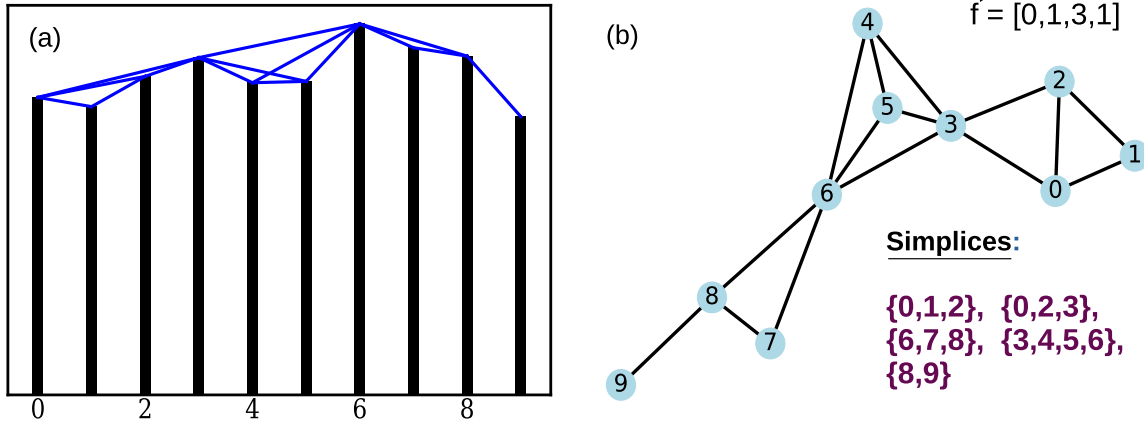 (a)
0 2 4 6 8
(b)
f = [0,1,3,1]
4
2
5
3
1
6
0
8
7
9
Simplices:
{0,1,2}, {0,2,3},
{6,7,8}, {3,4,5,6},
{8,9}